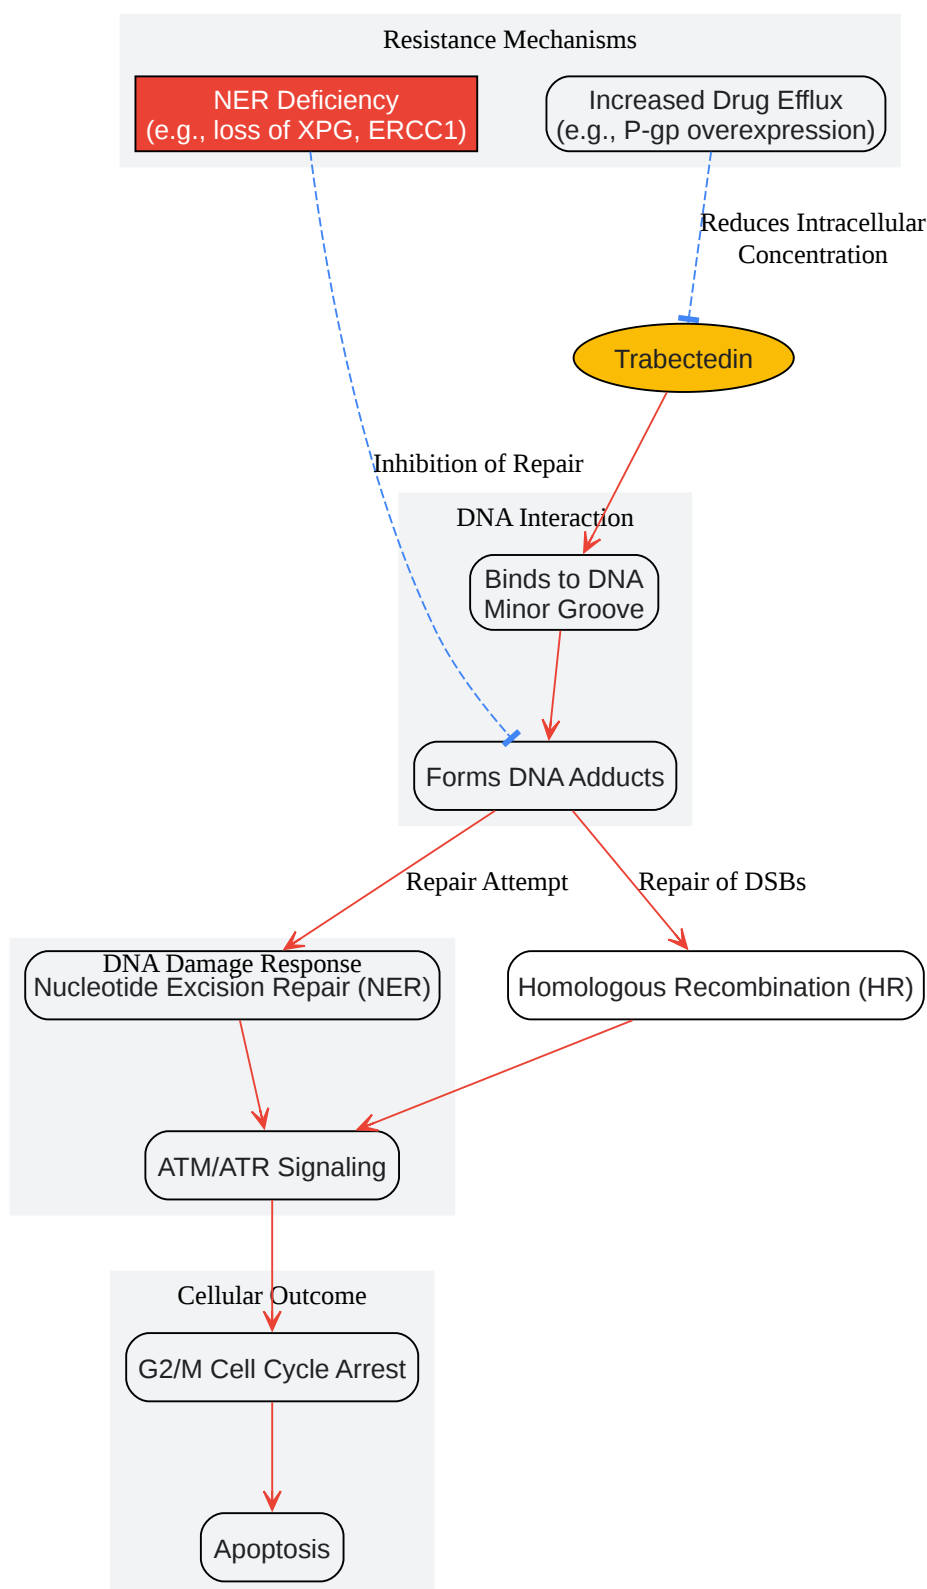 Resistance Mechanisms
NER Deficiency
(e.g., loss of XPG, ERCC1)
Increased Drug Efflux
(e.g., P-gp overexpression)
Reduces Intracellular
Concentration
Trabectedin
Inhibition of Repair
DNA Interaction
Binds to DNA
Minor Groove
Forms DNA Adducts
Repair Attempt
Repair of DSBs
DNA Damage Response
Nucleotide Excision Repair (NER)
Homologous Recombination (HR)
ATM/ATR Signaling
Cellular Outcome
G2/M Cell Cycle Arrest
Apoptosis